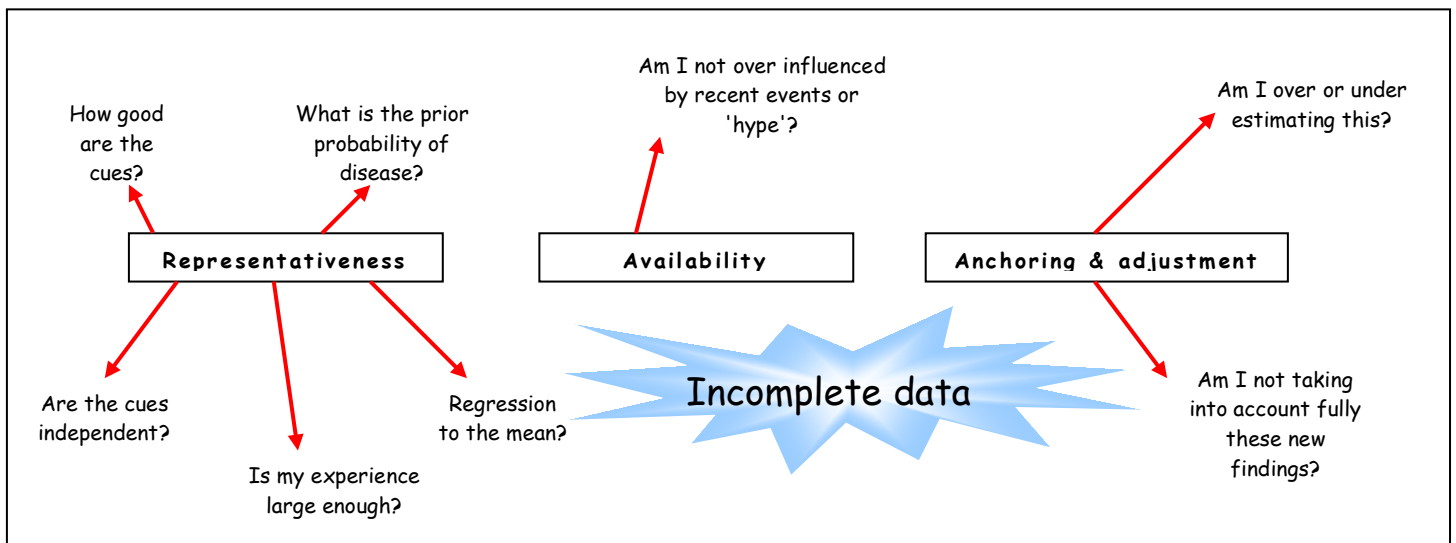 How good
are the
cues?
What is the prior
probability of
disease?
Am I not over influenced
by recent events or
'hype'?
Am I over or under
estimating this?
Representativeness
Availability
Anchoring & adjustment
Are the cues
independent?
Is my experience
large enough?
Regression
to the mean?
Incomplete data
Am I not taking
into account fully
these new
findings?